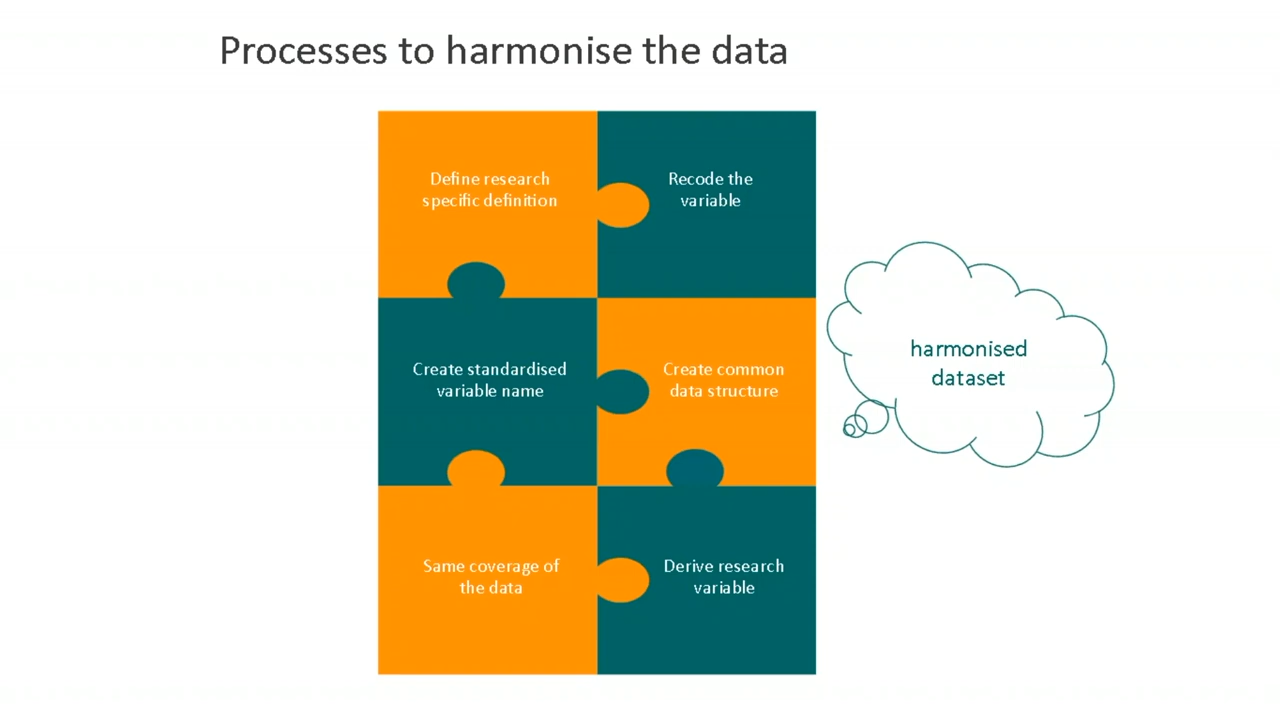 Processes to harmonise the data
Define research
specific definition
Recode the
variable
Create standardised
variable name
Create common
data structure
harmonised
dataset
Same coverage of
the data
Derive research
variable